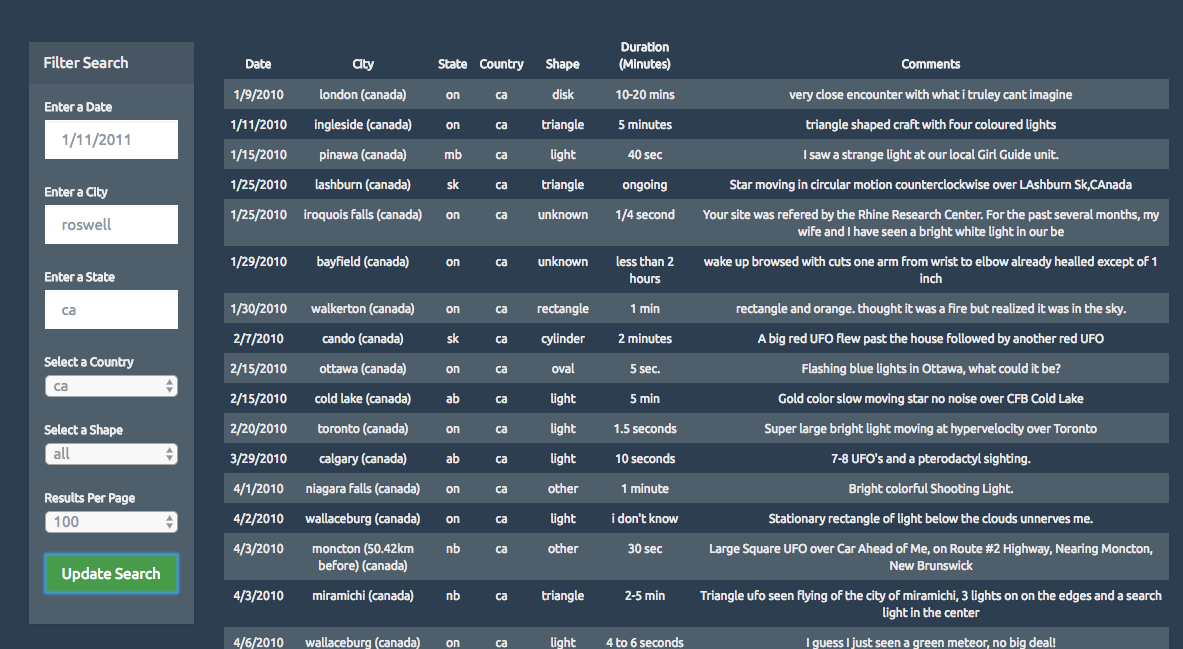 Filter Search
Enter a Date
1/11/2011
Enter a City
roswell
Enter a State
ca
Select a Country
ca
Select a Shape
all
Results Per Page
100
Update Search
Date City State Country Shape Duration (Minutes) Comments
1/9/2010 london (canada) on ca disk 10-20 mins very close encounter with what i truley cant imagine
1/11/2010 ingleside (canada) on ca triangle 5 minutes triangle shaped craft with four coloured lights
1/15/2010 pinawa (canada) mb ca light 40 sec I saw a strange light at our local Girl Guide unit.
1/25/2010 lashburn (canada) sk ca triangle ongoing Star moving in circular motion counterclockwise over LAshburn Sk,CAnada
1/25/2010 iroquois falls (canada) on ca unknown 1/4 second Your site was refered by the Rhine Research Center. For the past several months, my
wife and I have seen a bright white light in our be
1/29/2010 bayfield (canada) on ca unknown less than 2 hours wake up browsed with cuts one arm from wrist to elbow already healled except of 1
inch
1/30/2010 walkerton (canada) on ca rectangle 1 min rectangle and orange. thought it was a fire but realized it was in the sky.
2/7/2010 cando (canada) sk ca cylinder 2 minutes A big red UFO flew past the house followed by another red UFO
2/15/2010 ottawa (canada) on ca oval 5 sec. Flashing blue lights in Ottawa, what could it be?
2/15/2010 cold lake (canada) ab ca light 5 min Gold color slow moving star no noise over CFB Cold Lake
2/20/2010 toronto (canada) on ca light 1.5 seconds Super large bright light moving at hypervelocity over Toronto
3/29/2010 calgary (canada) ab ca light 10 seconds 7-8 UFO's and a pterodactyl sighting.
4/1/2010 niagara falls (canada) on ca other 1 minute Bright colorful Shooting Light.
4/2/2010 wallaceburg (canada) on ca light i don't know Stationary rectangle of light below the clouds unnerves me.
4/3/2010 moncton (50.42km before) (canada) nb ca other 30 sec Large Square UFO over Car Ahead of Me, on Route #2 Highway, Nearing Moncton,
New Brunswick
4/3/2010 miramichi (canada) nb ca triangle 2-5 min Triangle ufo seen flying of the city of miramichi, 3 lights on on the edges and a search
light in the center
4/6/2010 wallaceburg (canada) on ca light 4 to 6 seconds I guess I just seen a green meteor, no big deal!